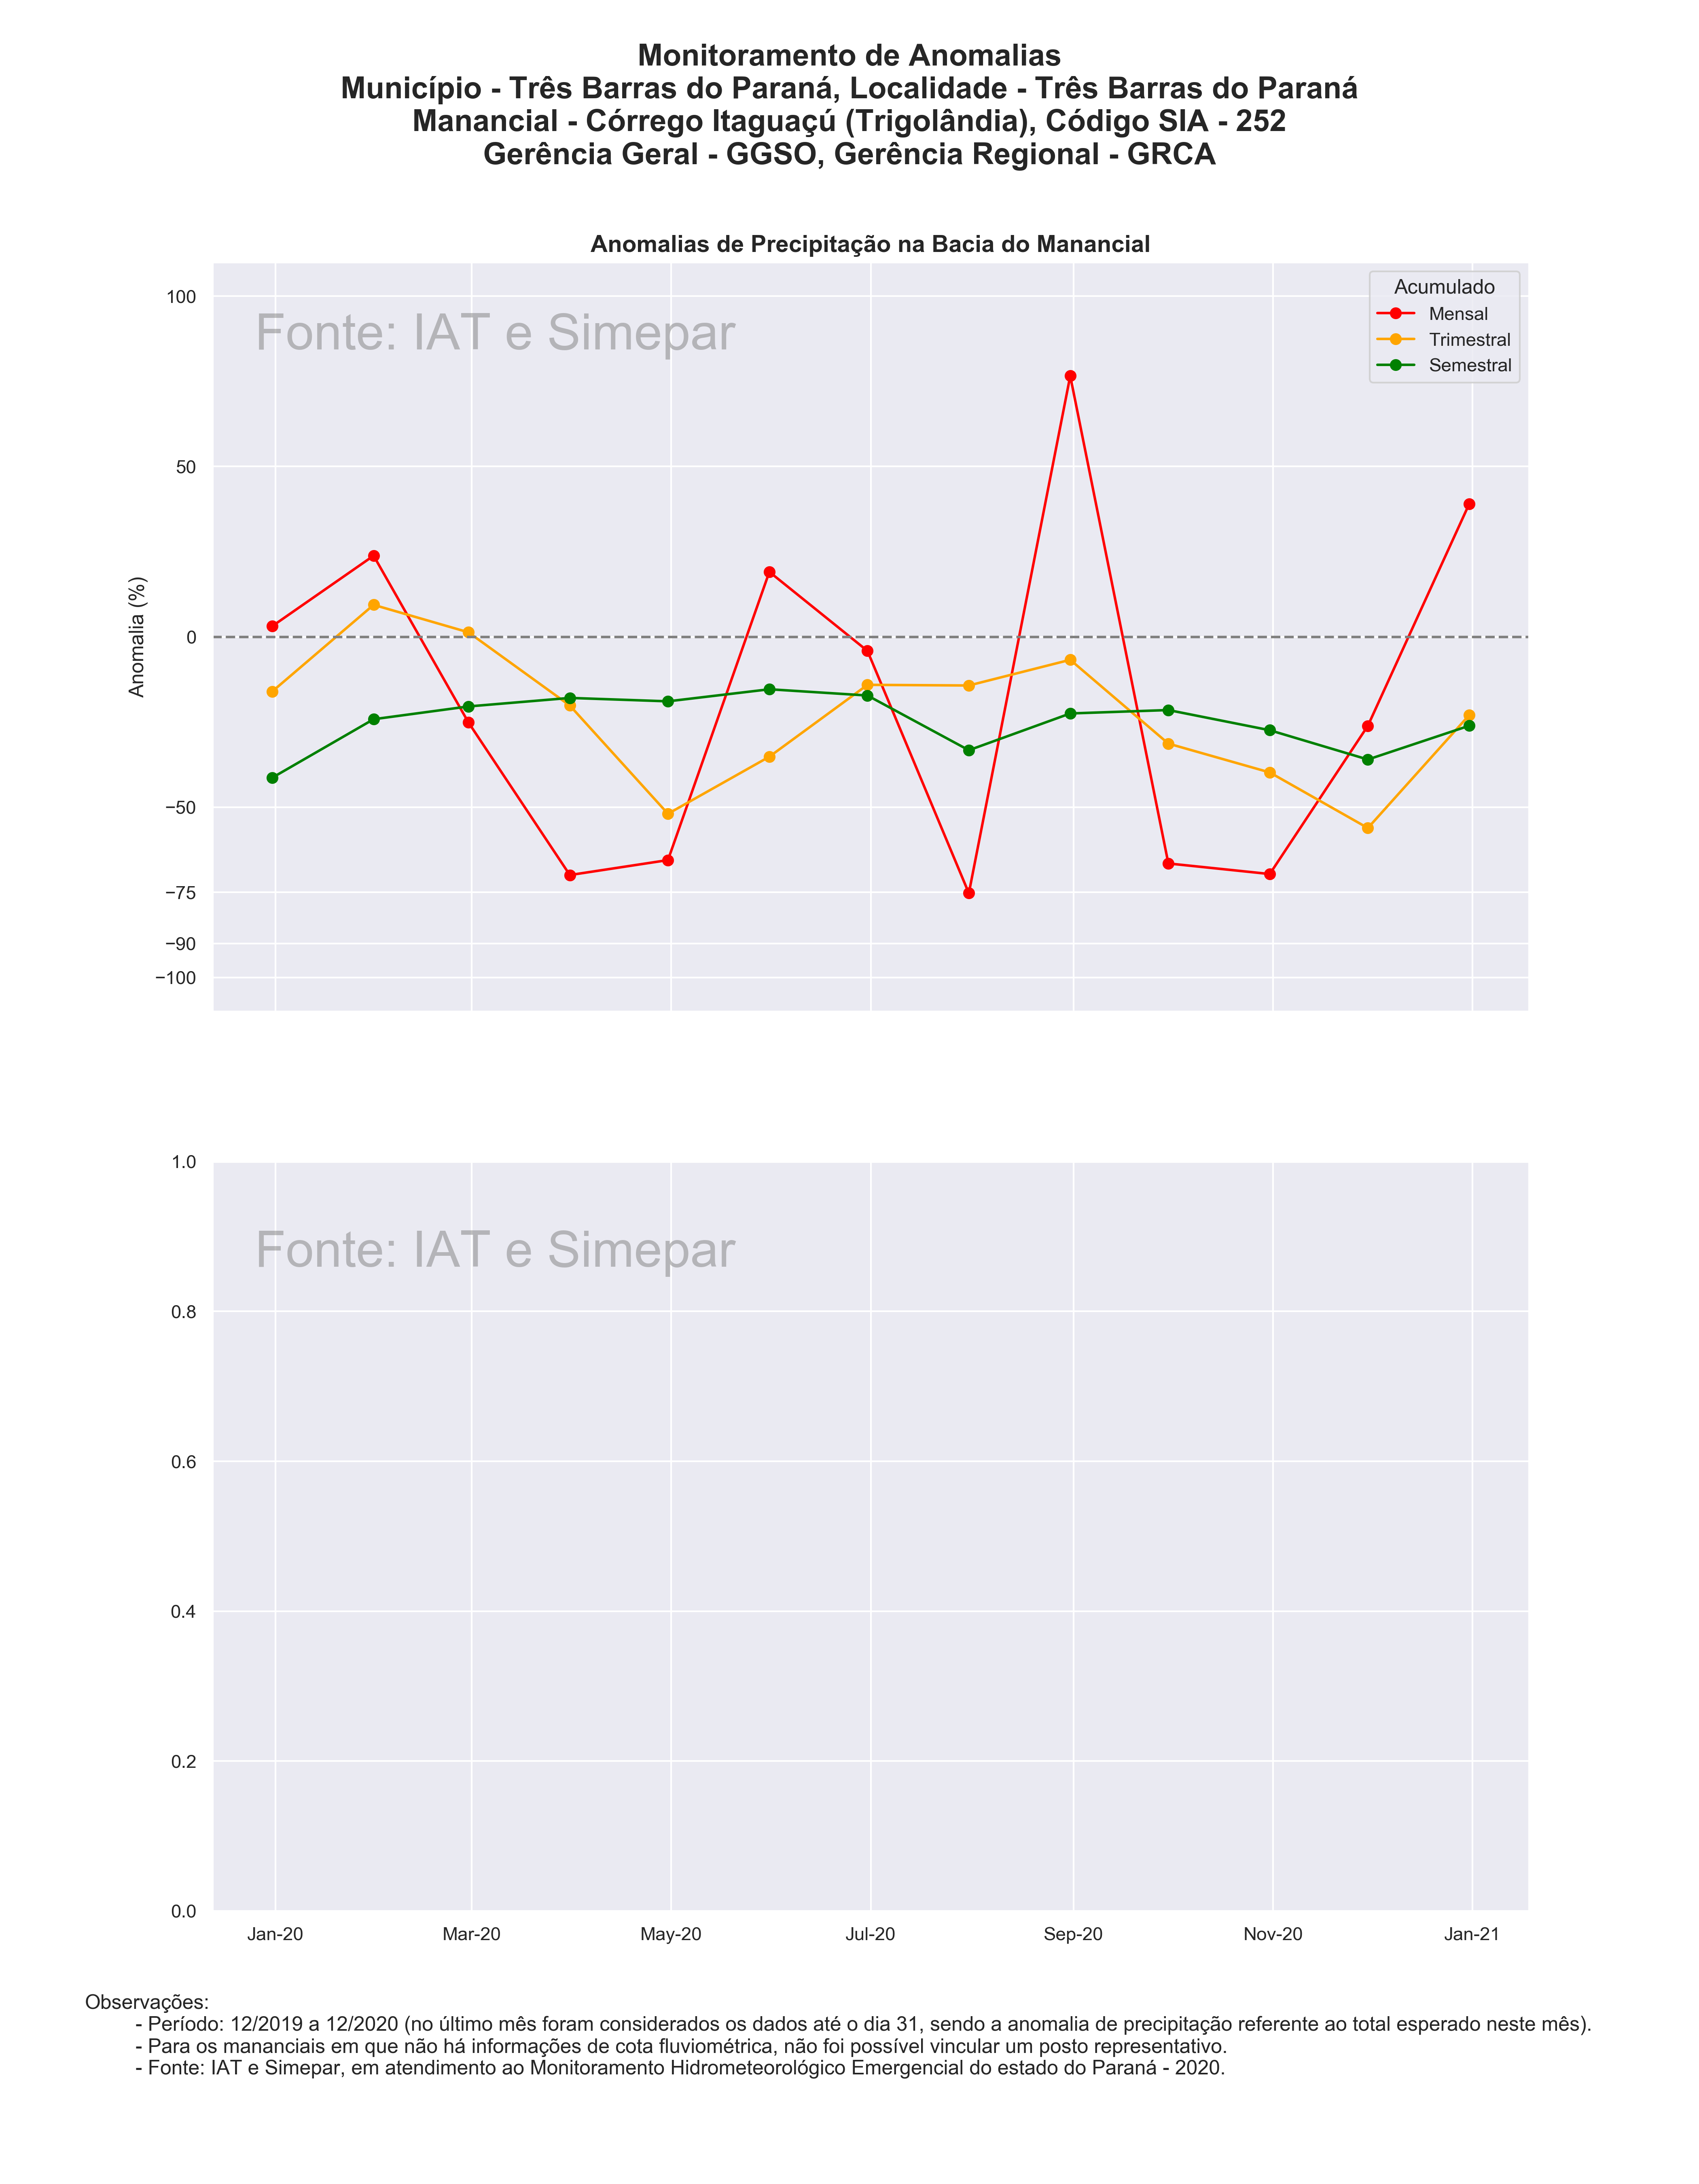 Monitoramento de Anomalias
Município - Três Barras do Paraná, Localidade - Três Barras do Paraná
Manancial - Córrego Itaguaçú (Trigolândia), Código SIA - 252
Gerência Geral - GGSO, Gerência Regional - GRCA
Anomalias de Precipitação na Bacia do Manancial
Fonte: IAT e Simepar
Acumulado
Mensal
Trimestral
Semestral
Anomalia (%)
100
50
0
−50
−75
−90
−100
Fonte: IAT e Simepar
1.0
0.8
0.6
0.4
0.2
0.0
Jan-20 Mar-20 May-20 Jul-20 Sep-20 Nov-20 Jan-21
Observações:
- Período: 12/2019 a 12/2020 (no último mês foram considerados os dados até o dia 31, sendo a anomalia de precipitação referente ao total esperado neste mês).
- Para os mananciais em que não há informações de cota fluviométrica, não foi possível vincular um posto representativo.
- Fonte: IAT e Simepar, em atendimento ao Monitoramento Hidrometeorológico Emergencial do estado do Paraná - 2020.